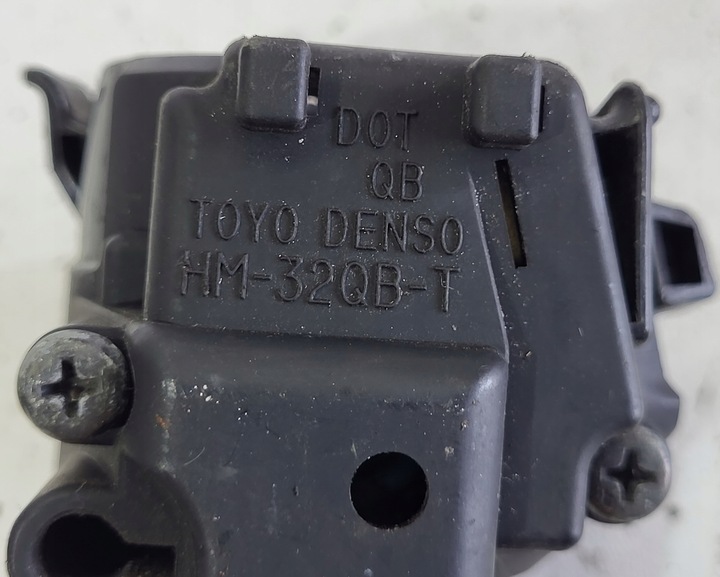 DOT
QB
TOYO DENSO
HM-32QB-T